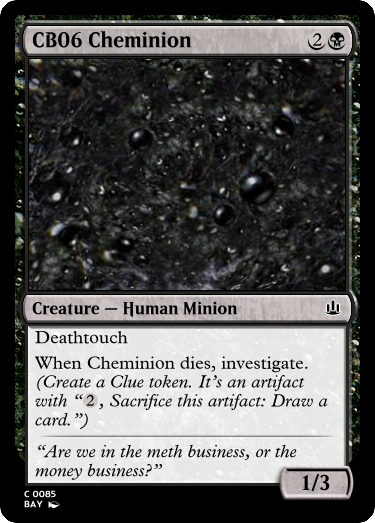 CB06 Cheminion 2
Creature — Human Minion
Deathtouch
When Cheminion dies, investigate.
(Create a Clue token. It's an artifact
with “2, Sacrifice this artifact: Draw a
card.”)
“Are we in the meth business, or the
money business?”
1/3
C 0085
BAY